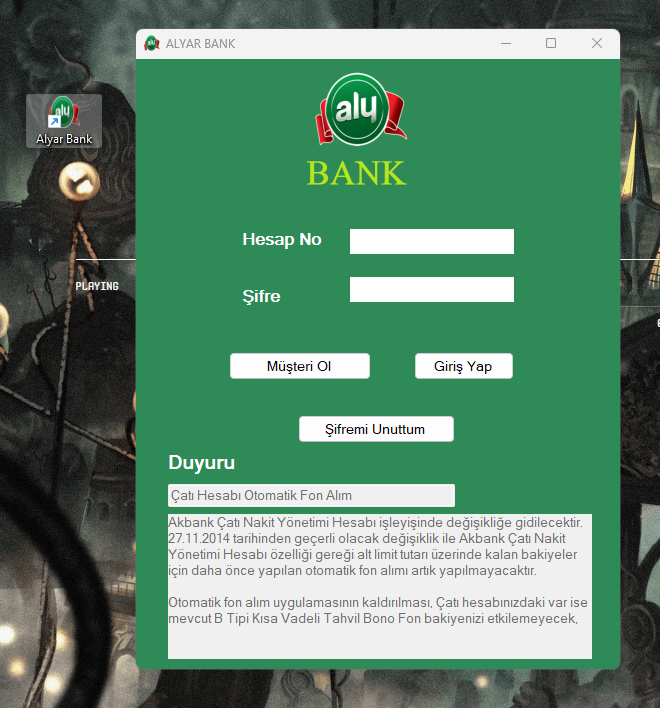 ALYAR BANK
aly
Alyar Bank
PLAYING
aly
BANK
Hesap No
Şifre
Müşteri Ol
Giriş Yap
Şifremi Unuttum
Duyuru
Çatı Hesabı Otomatik Fon Alım
Akbank Çatı Nakit Yönetimi Hesabı işleyişinde değişikliğe gidilecektir.
27.11.2014 tarihinden geçerli olacak değişiklik ile Akbank Çatı Nakit
Yönetimi Hesabı özelliği gereği alt limit tutarı üzerinde kalan bakiyeler
için daha önce yapılan otomatik fon alımı artık yapılmayacaktır.
Otomatik fon alım uygulamasının kaldırılması, Çatı hesabınızdaki var ise
mevcut B Tipi Kısa Vadeli Tahvil Bono Fon bakiyenizi etkilemeyecek,